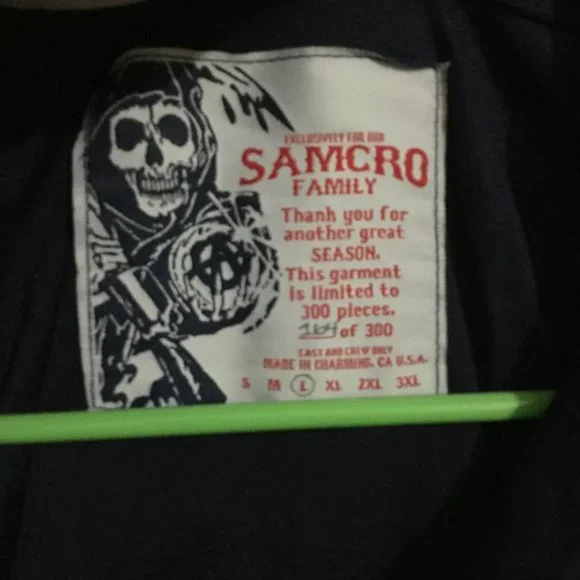 EXCLUSIVELY FOR OUR
SAMCRO
FAMILY
Thank you for
another great
SEASON.
This garment
is limited to
300 pieces.
164 of 300
CAST AND CREW ONLY
MADE IN CHARMING, CA U.S.A.
S M L XL 2XL 3XL